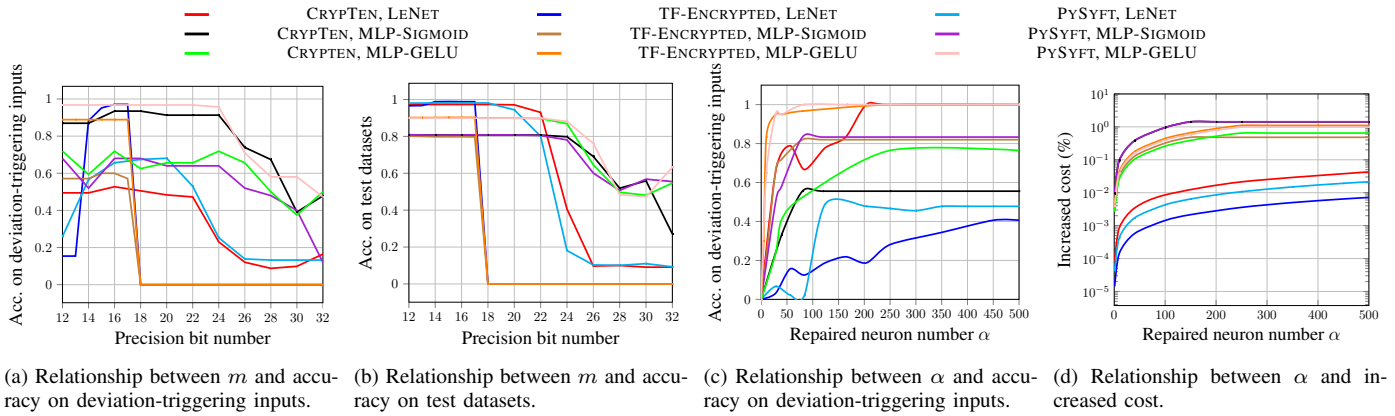 CRYPTEN, LENET TF-ENCRYPTED, LENET PYSYFT, LENET
CRYPTEN, MLP-SIGMOID TF-ENCRYPTED, MLP-SIGMOID PYSYFT, MLP-SIGMOID
CRYPTEN, MLP-GELU TF-ENCRYPTED, MLP-GELU PYSYFT, MLP-GELU
Acc. on deviation-triggering inputs
1
0.8
0.6
0.4
0.2
0
12 14 16 18 20 22 24 26 28 30 32
Precision bit number
Acc. on test datasets
1
0.8
0.6
0.4
0.2
0
12 14 16 18 20 22 24 26 28 30 32
Precision bit number
Acc. on deviation-triggering inputs
1
0.8
0.6
0.4
0.2
0
0 50 100 150 200 250 300 350 400 450 500
Repaired neuron number α
Increased cost (%)
10¹
10⁰
10⁻¹
10⁻²
10⁻³
10⁻⁴
10⁻⁵
0 100 200 300 400 500
Repaired neuron number α
(a) Relationship between m and accu-
racy on deviation-triggering inputs.
(b) Relationship between m and accu-
racy on test datasets.
(c) Relationship between α and accu-
racy on deviation-triggering inputs.
(d) Relationship between α and in-
creased cost.